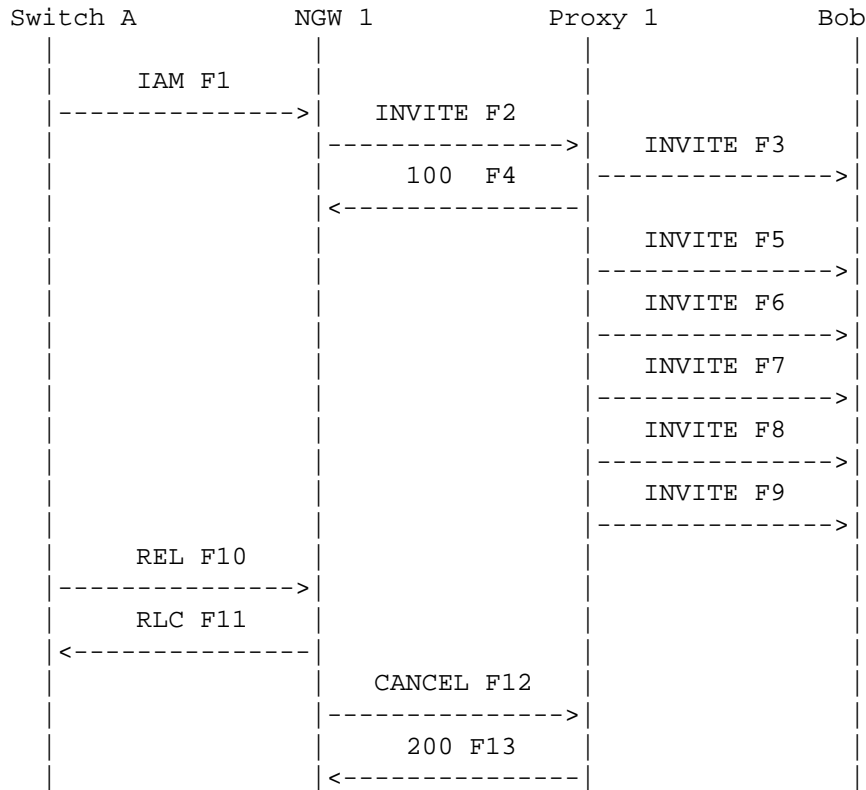 Switch A NGW 1 Proxy 1 Bob
IAM F1
INVITE F2
INVITE F3
100 F4
INVITE F5
INVITE F6
INVITE F7
INVITE F8
INVITE F9
REL F10
RLC F11
CANCEL F12
200 F13